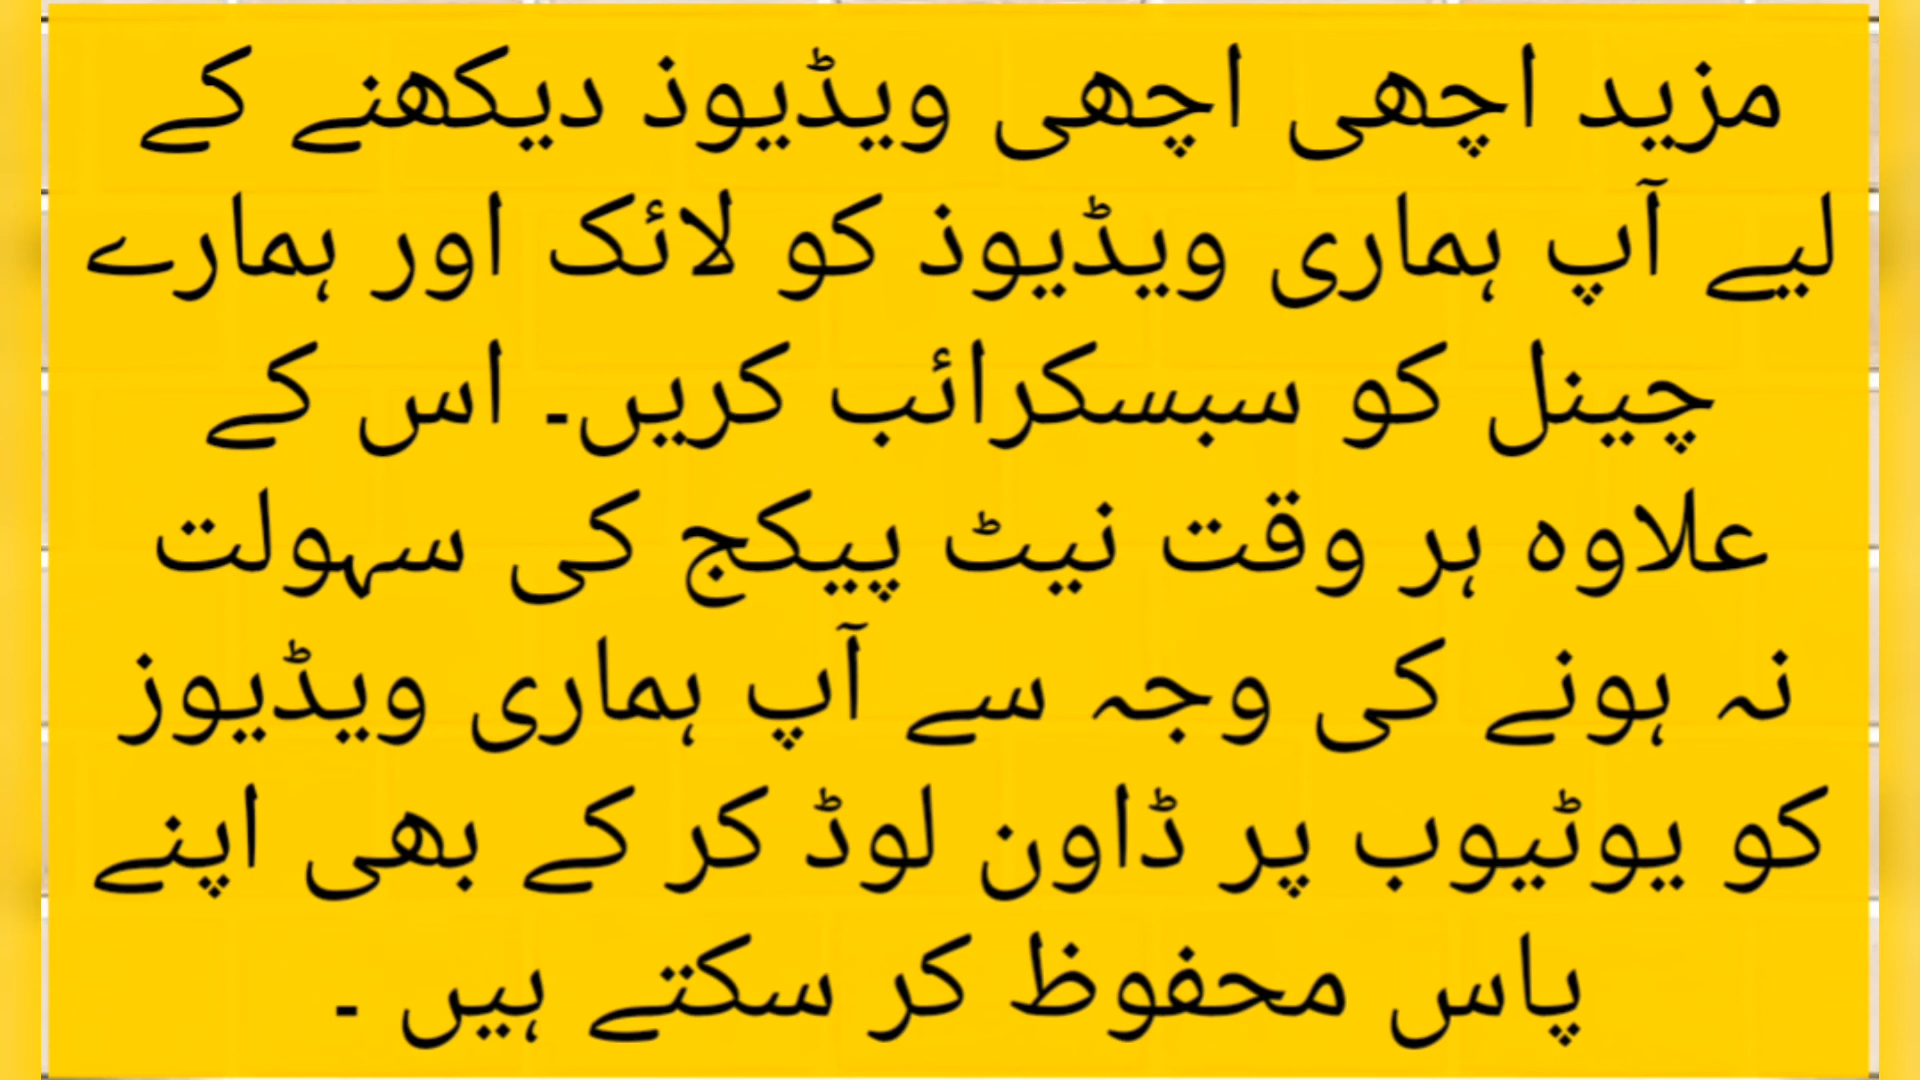 مزید اچھی اچھی ویڈیوذ دیکھنے کے
لیے آپ ہماری ویڈیوذ کو لائک اور ہمارے
چینل کو سبسکرائب کریں۔ اس کے
علاوہ ہر وقت نیٹ پیکج کی سہولت
نہ ہونے کی وجہ سے آپ ہماری ویڈیوز
کو یوٹیوب پر ڈاون لوڈ کر کے بھی اپنے
پاس محفوظ کر سکتے ہیں ۔